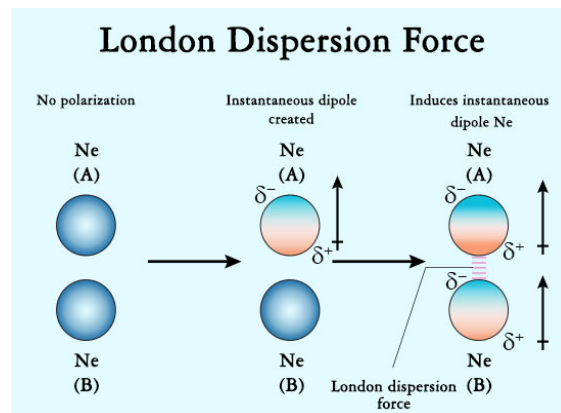 London Dispersion Force
No polarization
Instantaneous dipole
created
Induces instantaneous
dipole Ne
Ne
(A)
Ne
(A)
Ne
(A)
δ−
δ+
δ−
δ+
δ−
δ+
Ne
(B)
Ne
(B)
Ne
(B)
London dispersion
force